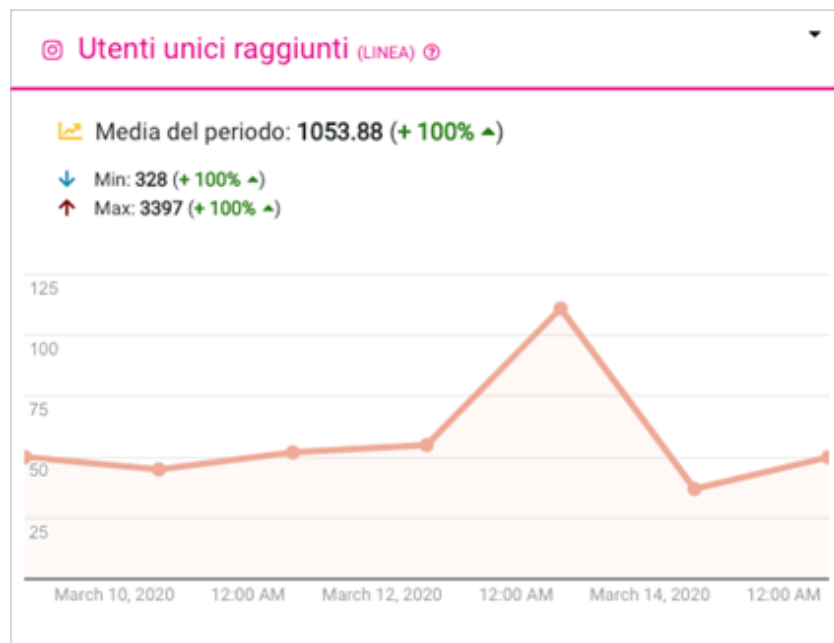 Utenti unici raggiunti (LINEA)
Media del periodo: 1053.88 (+ 100% ▲)
Min: 328 (+ 100% ▲)
Max: 3397 (+ 100% ▲)
125
100
75
50
25
March 10, 2020 12:00 AM March 12, 2020 12:00 AM March 14, 2020 12:00 AM